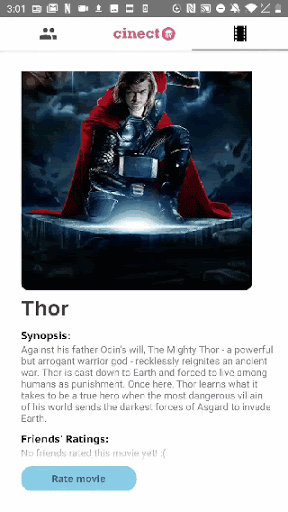 3:01
cinect
Thor
Synopsis:
Against his father Odin's will, The Mighty Thor - a powerful
but arrogant warrior god - recklessly reignites an ancient
war. Thor is cast down to Earth and forced to live among
humans as punishment. Once here, Thor learns what it
takes to be a true hero when the most dangerous villain
of his world sends the darkest forces of Asgard to invade
Earth.
Friends' Ratings:
No friends rated this movie yet! :(
Rate movie